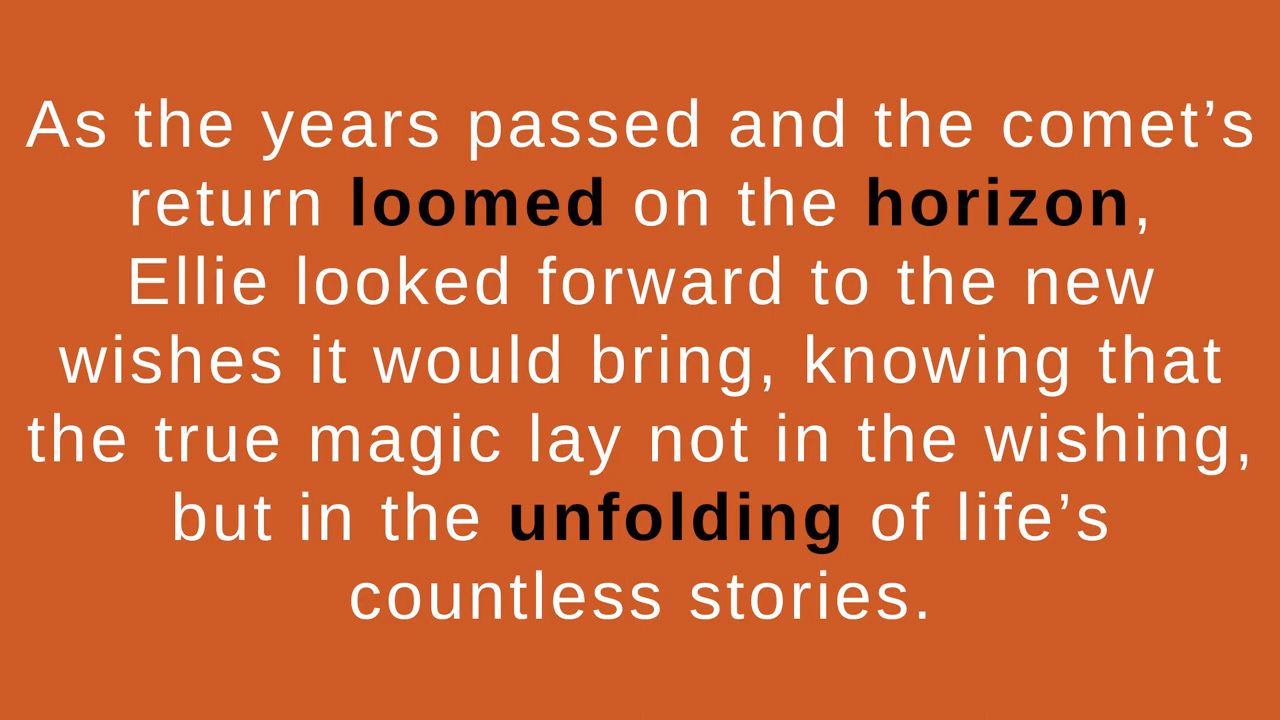 As the years passed and the comet’s
return loomed on the horizon,
Ellie looked forward to the new
wishes it would bring, knowing that
the true magic lay not in the wishing,
but in the unfolding of life’s
countless stories.